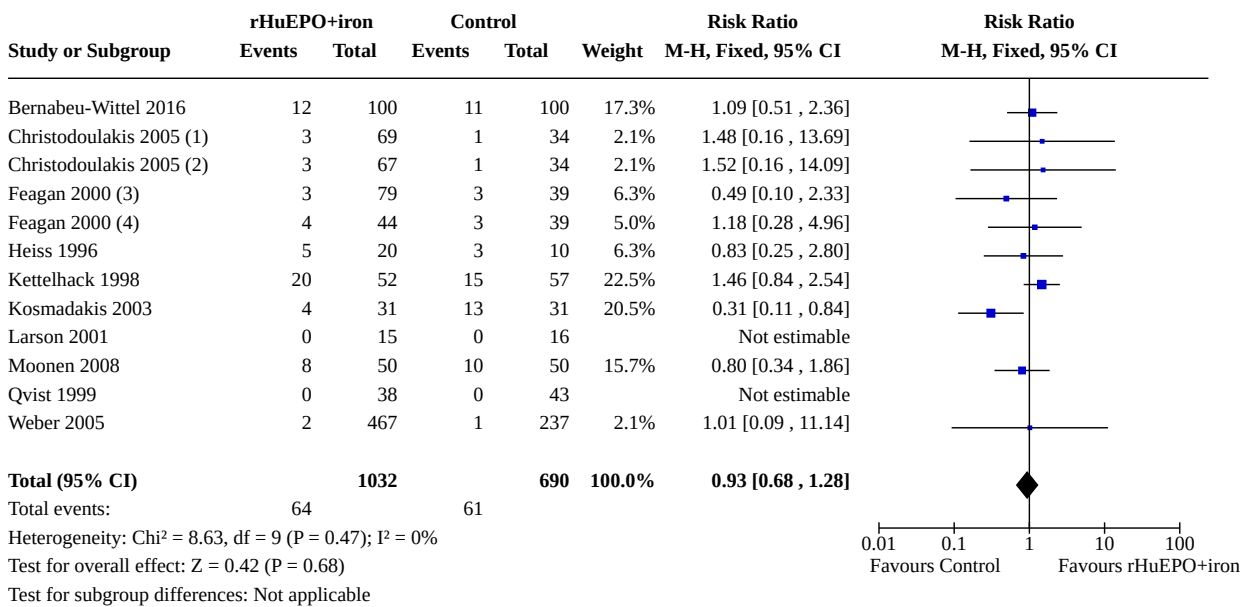 rHuEPO+iron Control Risk Ratio Risk Ratio
Study or Subgroup Events Total Events Total Weight M-H, Fixed, 95% CI M-H, Fixed, 95% CI
Bernabeu-Wittel 2016 12 100 11 100 17.3% 1.09 [0.51 , 2.36]
Christodoulakis 2005 (1) 3 69 1 34 2.1% 1.48 [0.16 , 13.69]
Christodoulakis 2005 (2) 3 67 1 34 2.1% 1.52 [0.16 , 14.09]
Feagan 2000 (3) 3 79 3 39 6.3% 0.49 [0.10 , 2.33]
Feagan 2000 (4) 4 44 3 39 5.0% 1.18 [0.28 , 4.96]
Heiss 1996 5 20 3 10 6.3% 0.83 [0.25 , 2.80]
Kettelhack 1998 20 52 15 57 22.5% 1.46 [0.84 , 2.54]
Kosmadakis 2003 4 31 13 31 20.5% 0.31 [0.11 , 0.84]
Larson 2001 0 15 0 16 Not estimable
Moonen 2008 8 50 10 50 15.7% 0.80 [0.34 , 1.86]
Qvist 1999 0 38 0 43 Not estimable
Weber 2005 2 467 1 237 2.1% 1.01 [0.09 , 11.14]
Total (95% CI) 1032 690 100.0% 0.93 [0.68 , 1.28]
Total events: 64 61
Heterogeneity: Chi² = 8.63, df = 9 (P = 0.47); I² = 0%
0.01 0.1 1 10 100
Test for overall effect: Z = 0.42 (P = 0.68)
Favours Control Favours rHuEPO+iron
Test for subgroup differences: Not applicable